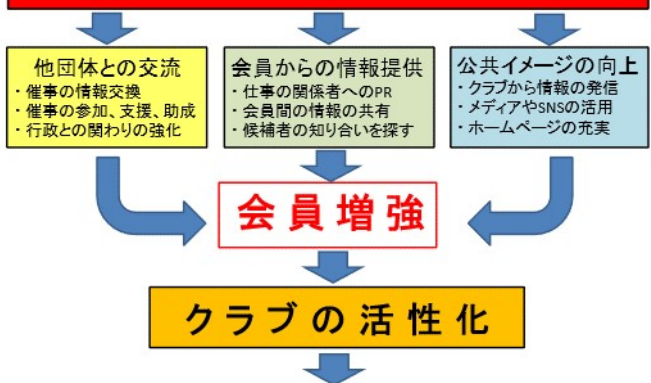 他団体との交流
・催事の情報交換
・催事の参加、支援、助成
・行政との関わりの強化
会員からの情報提供
・仕事の関係者へのPR
・会員間の情報の共有
・候補者の知り合いを探す
公共イメージの向上
・クラブから情報の発信
・メディアやSNSの活用
・ホームページの充実
会員増強
クラブの活性化